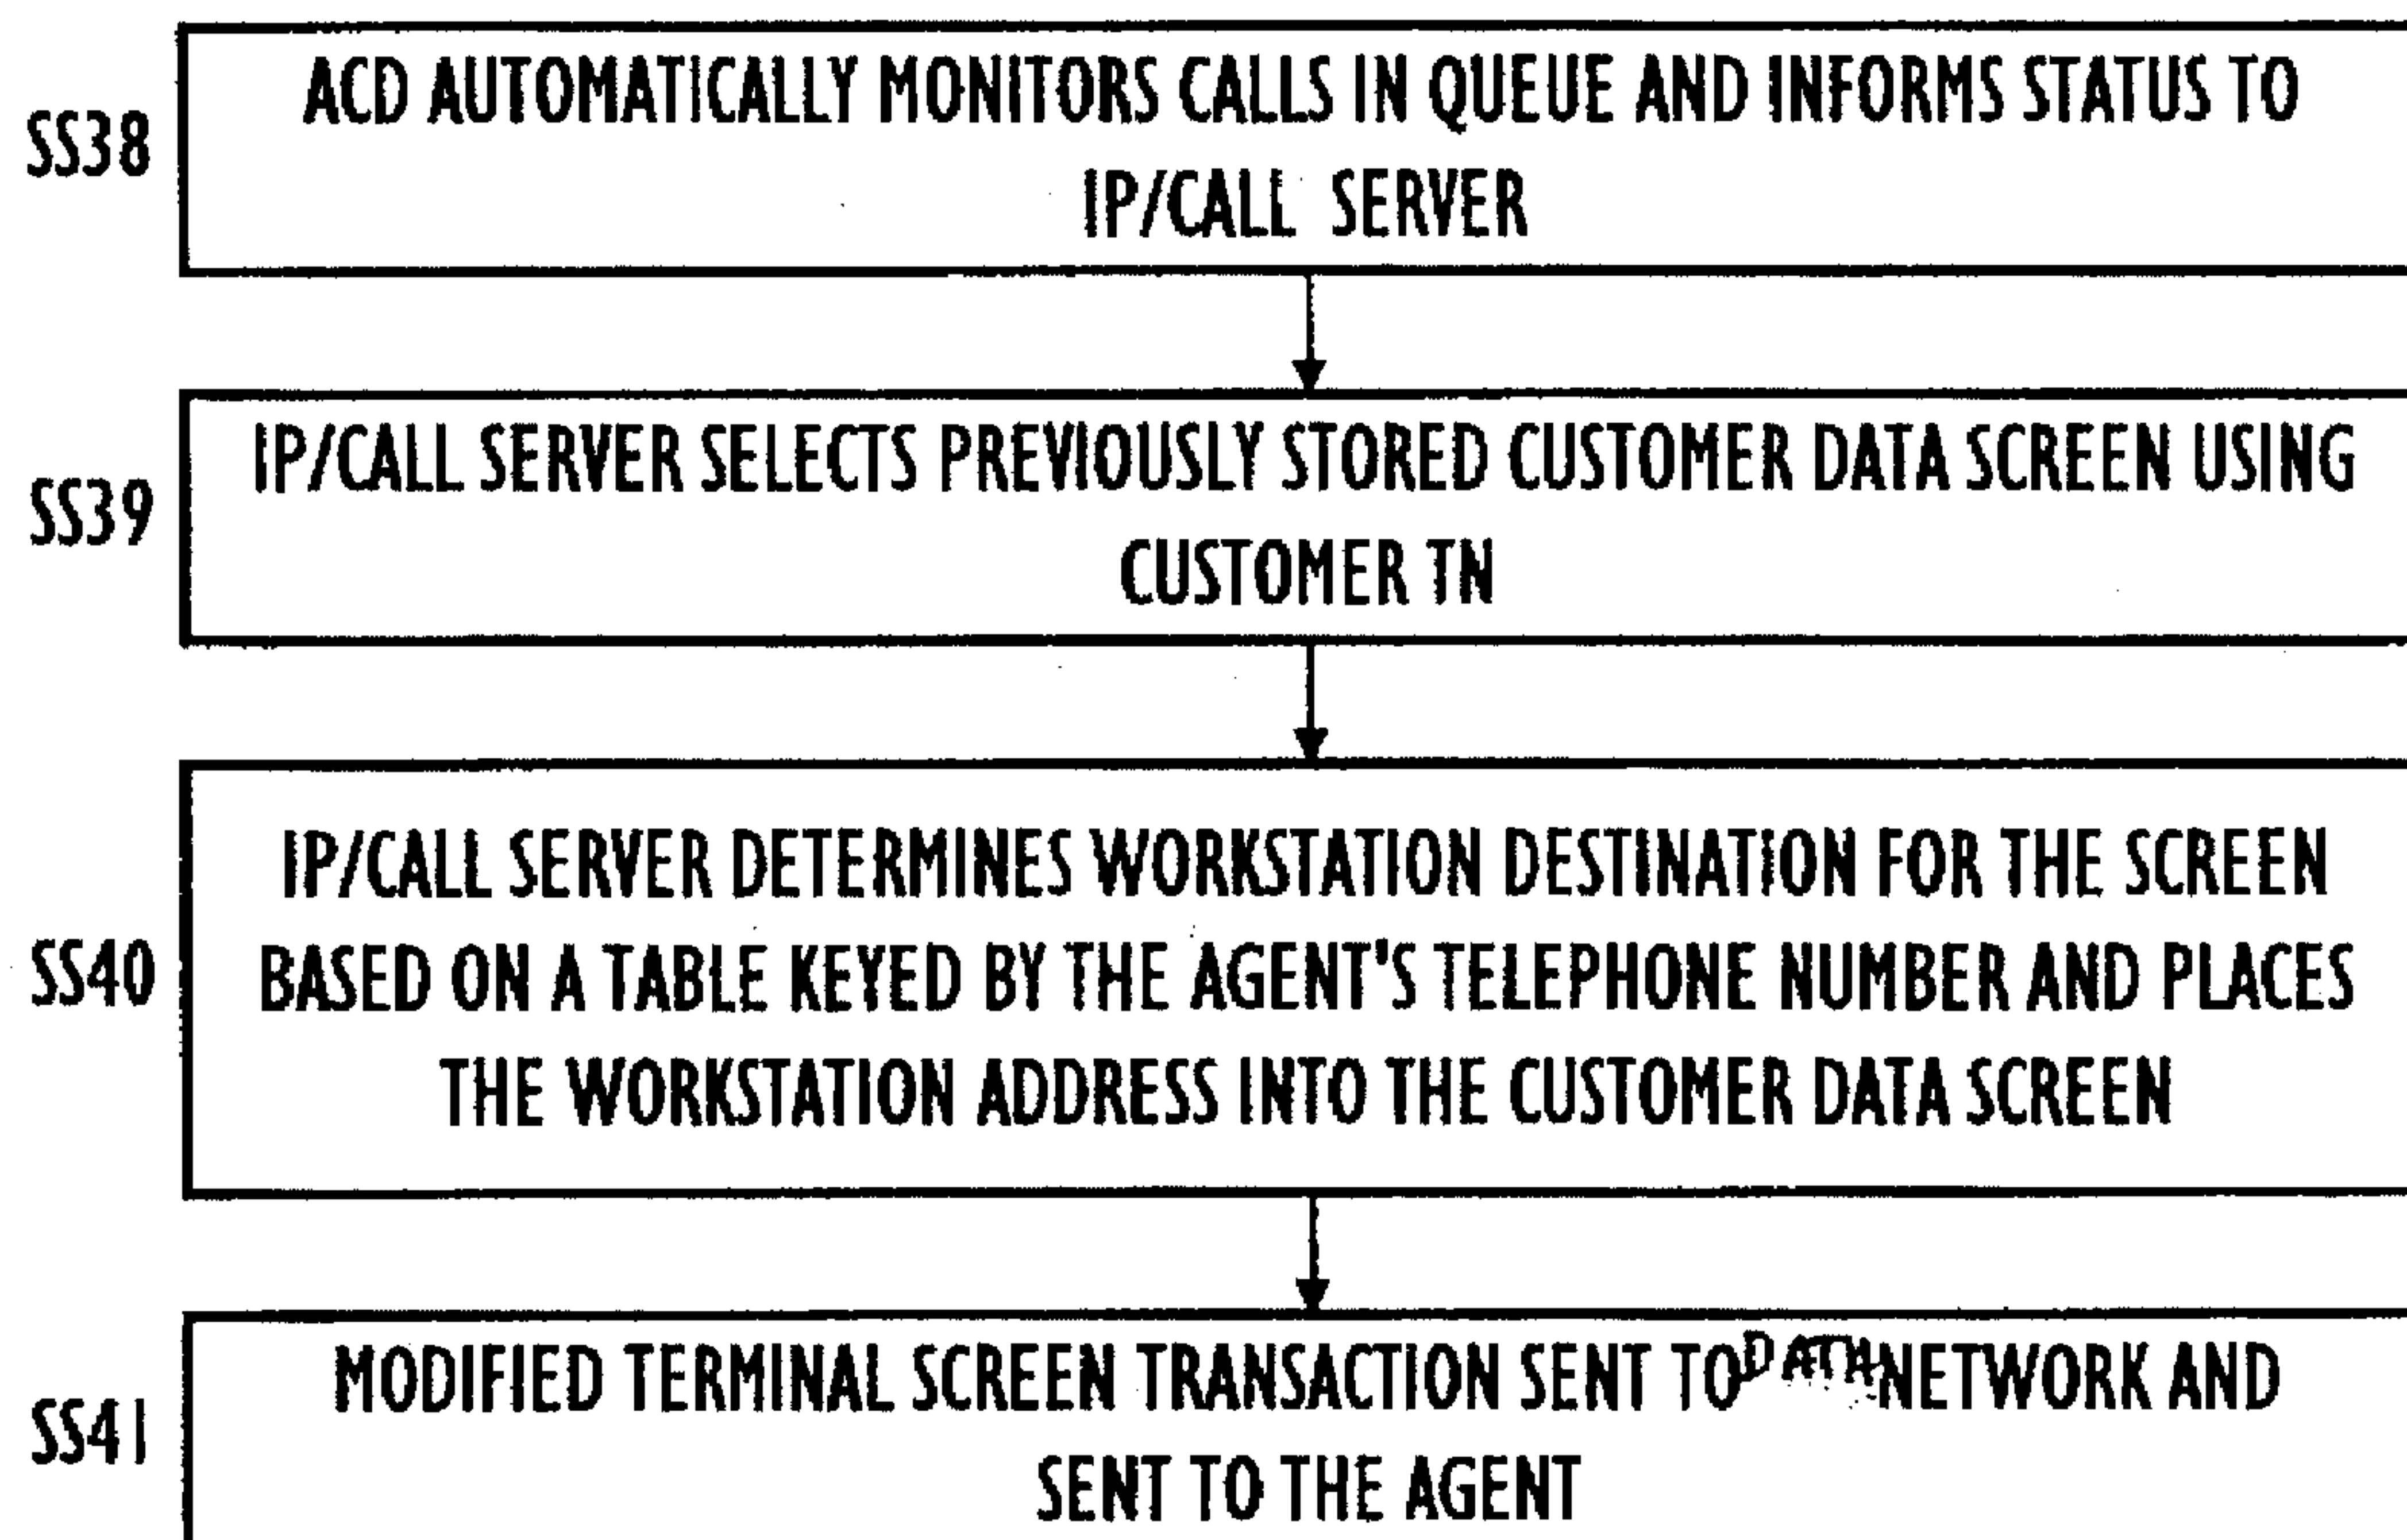 SS38
ACD AUTOMATICALLY MONITORS CALLS IN QUEUE AND INFORMS STATUS TO
IP/CALL SERVER
SS39
IP/CALL SERVER SELECTS PREVIOUSLY STORED CUSTOMER DATA SCREEN USING
CUSTOMER TN
SS40
IP/CALL SERVER DETERMINES WORKSTATION DESTINATION FOR THE SCREEN
BASED ON A TABLE KEYED BY THE AGENT'S TELEPHONE NUMBER AND PLACES
THE WORKSTATION ADDRESS INTO THE CUSTOMER DATA SCREEN
SS41
MODIFIED TERMINAL SCREEN TRANSACTION SENT TO DATA NETWORK AND
SENT TO THE AGENT